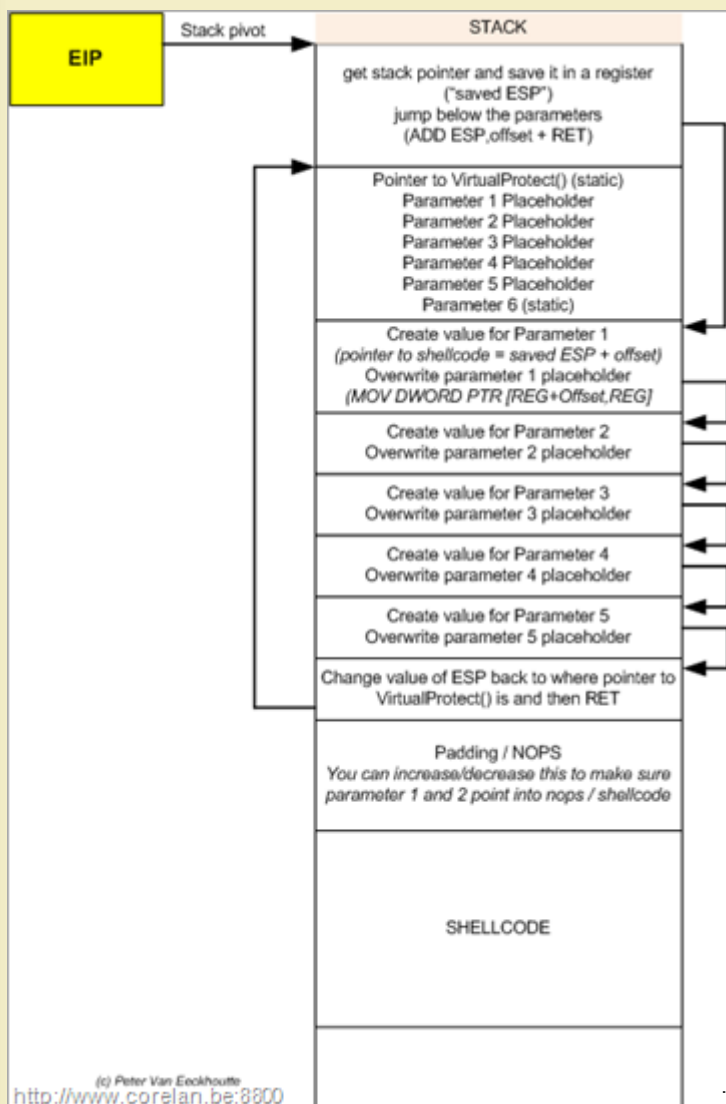 EIP
Stack pivot
STACK
get stack pointer and save it in a register
("saved ESP")
jump below the parameters
(ADD ESP,offset + RET)
Pointer to VirtualProtect() (static)
Parameter 1 Placeholder
Parameter 2 Placeholder
Parameter 3 Placeholder
Parameter 4 Placeholder
Parameter 5 Placeholder
Parameter 6 (static)
Create value for Parameter 1
(pointer to shellcode = saved ESP + offset)
Overwrite parameter 1 placeholder
(MOV DWORD PTR [REG+Offset,REG]
Create value for Parameter 2
Overwrite parameter 2 placeholder
Create value for Parameter 3
Overwrite parameter 3 placeholder
Create value for Parameter 4
Overwrite parameter 4 placeholder
Create value for Parameter 5
Overwrite parameter 5 placeholder
Change value of ESP back to where pointer to
VirtualProtect() is and then RET
Padding / NOPS
You can increase/decrease this to make sure
parameter 1 and 2 point into nops / shellcode
SHELLCODE
(c) Peter Van Eeckhoutte
http://www.corelan.be:8800
.